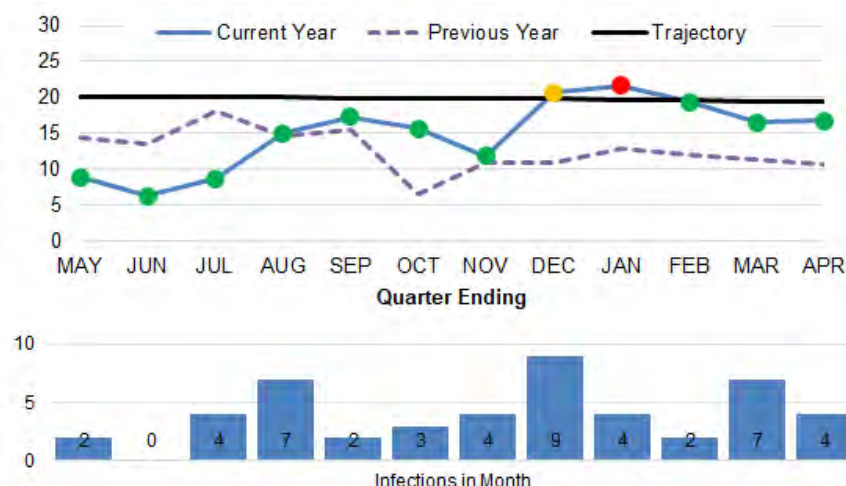 30
Current Year
Previous Year
Trajectory
25
20
15
10
5
0
MAY JUN JUL AUG SEP OCT NOV DEC JAN FEB MAR APR
Quarter Ending
10
5
0
2 0 4 7 2 3 4 9 4 2 7 4
Infections in Month